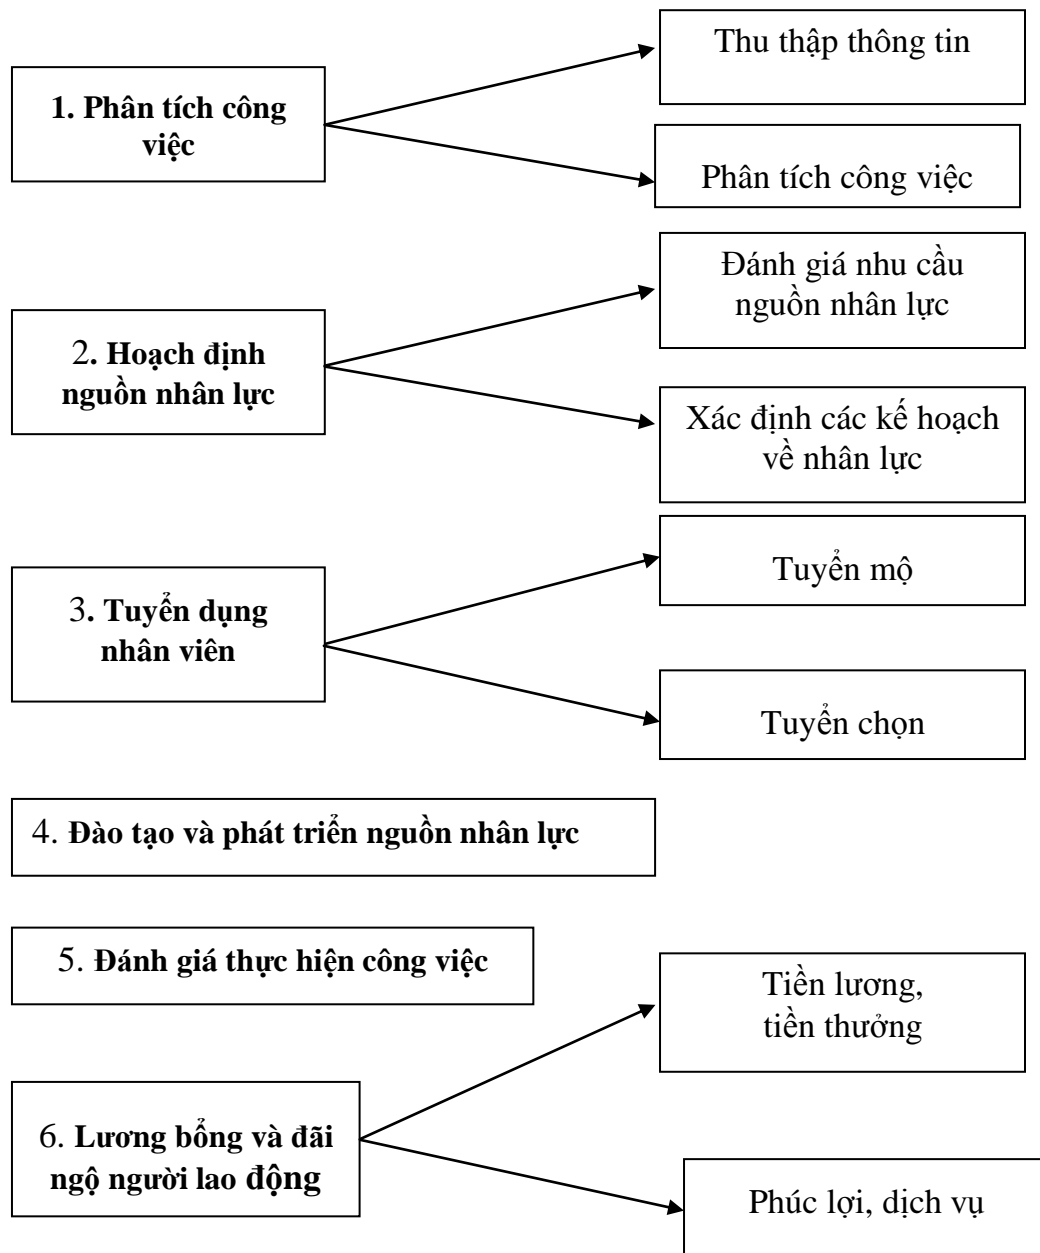 Thu thập thông tin
1. Phân tích công
việc
Phân tích công việc
Đánh giá nhu cầu
nguồn nhân lực
2. Hoạch định
nguồn nhân lực
Xác định các kế hoạch
về nhân lực
Tuyển mộ
3. Tuyển dụng
nhân viên
Tuyển chọn
4. Đào tạo và phát triển nguồn nhân lực
5. Đánh giá thực hiện công việc
Tiền lương,
tiền thưởng
6. Lương bổng và đãi
ngộ người lao động
Phúc lợi, dịch vụ